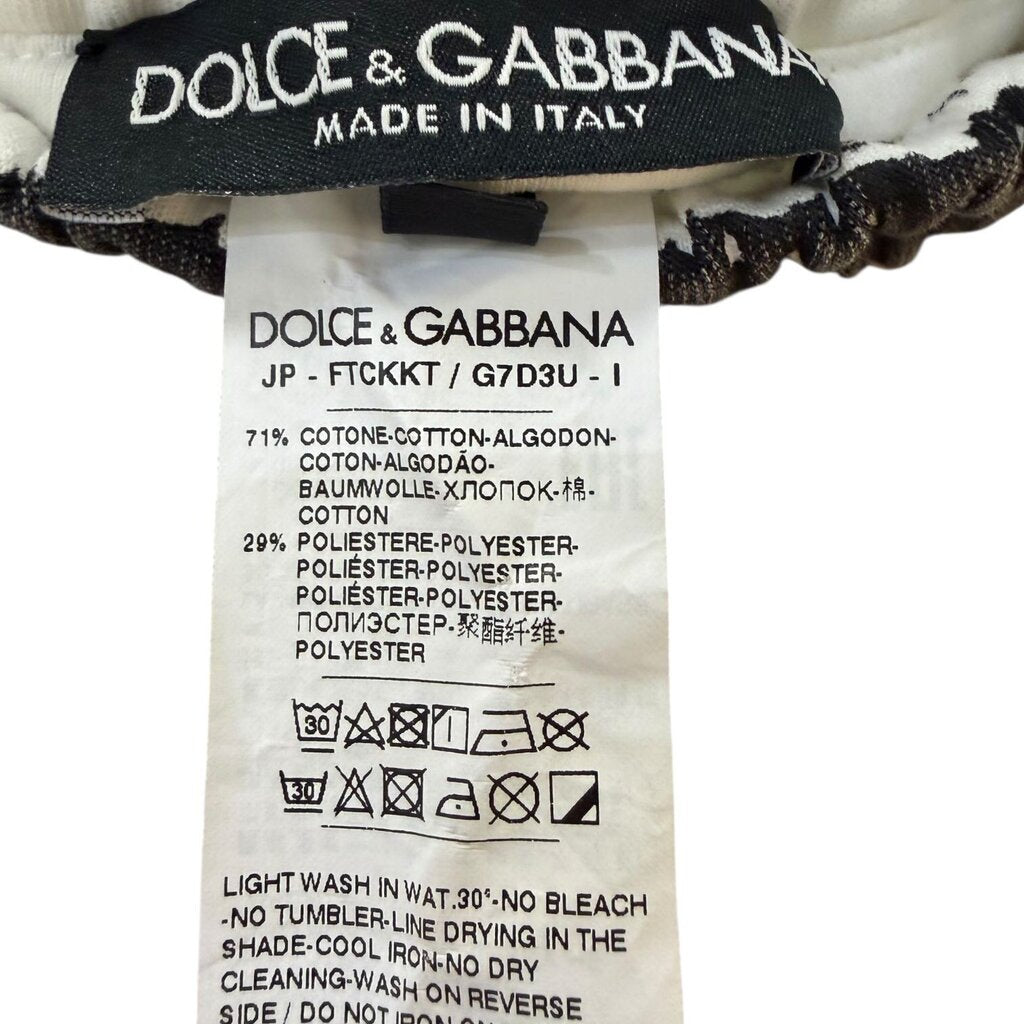 DOLCE & GABBANA
MADE IN ITALY
DOLCE & GABBANA
JP - FTCKKT / G7D3U - I
71% COTONE-COTTON-ALGODON-
COTON-ALGODÃO-
BAUMWOLLE-ХЛОПОК-棉-
COTTON
29% POLIESTERE-POLYESTER-
POLIÉSTER-POLYESTER-
POLIÉSTER-POLYESTER-
ПОЛИЭСТЕР-聚酯纤维-
POLYESTER
30
30
LIGHT WASH IN WAT.30°-NO BLEACH
-NO TUMBLER-LINE DRYING IN THE
SHADE-COOL IRON-NO DRY
CLEANING-WASH ON REVERSE
SIDE / DO NOT IRON ON